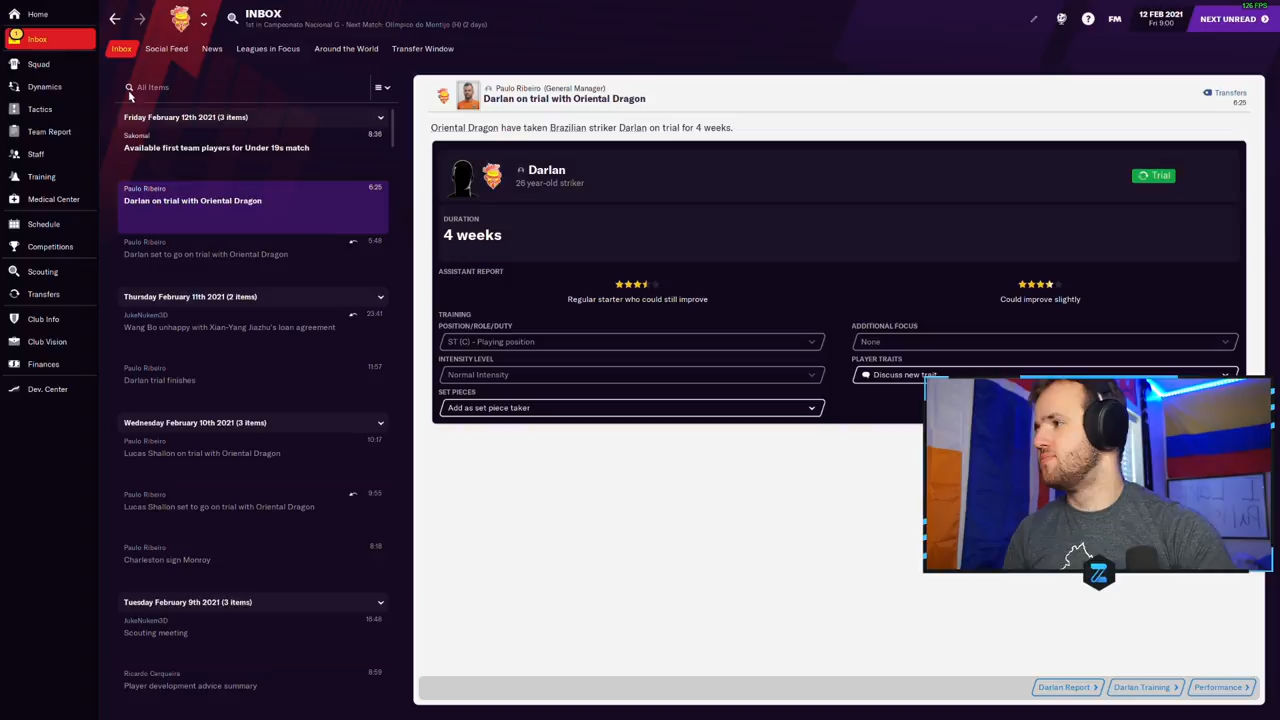 126 FPS
Home
INBOX
1st in Campeonato Nacional G - Next Match: Olímpico do Montijo (H) (2 days)
FM
12 FEB 2021
Fri 9:00
NEXT UNREAD
1
Inbox
Inbox
Social Feed
News
Leagues in Focus
Around the World
Transfer Window
Squad
Dynamics
Tactics
Team Report
Staff
Training
Medical Center
Schedule
Competitions
Scouting
Transfers
Club Info
Club Vision
Finances
Dev. Center
All Items
Friday February 12th 2021 (3 items)
Sakomal
8:36
Available first team players for Under 19s match
Paulo Ribeiro
6:25
Darlan on trial with Oriental Dragon
Paulo Ribeiro
5:48
Darlan set to go on trial with Oriental Dragon
Thursday February 11th 2021 (2 items)
JukeNukem3D
23:41
Wang Bo unhappy with Xian-Yang Jiazhu's loan agreement
Paulo Ribeiro
11:57
Darlan trial finishes
Wednesday February 10th 2021 (3 items)
Paulo Ribeiro
10:17
Lucas Shallon on trial with Oriental Dragon
Paulo Ribeiro
9:55
Lucas Shallon set to go on trial with Oriental Dragon
Paulo Ribeiro
8:18
Charleston sign Monroy
Tuesday February 9th 2021 (3 items)
JukeNukem3D
16:48
Scouting meeting
Ricardo Cerqueira
8:59
Player development advice summary
Paulo Ribeiro (General Manager)
Darlan on trial with Oriental Dragon
Transfers
6:25
Oriental Dragon have taken Brazilian striker Darlan on trial for 4 weeks.
Darlan
26 year-old striker
Trial
DURATION
4 weeks
ASSISTANT REPORT
Regular starter who could still improve
Could improve slightly
TRAINING
POSITION/ROLE/DUTY
ST (C) - Playing position
ADDITIONAL FOCUS
None
INTENSITY LEVEL
Normal Intensity
PLAYER TRAITS
Discuss new trait
SET PIECES
Add as set piece taker
Z
Darlan Report
Darlan Training
Performance